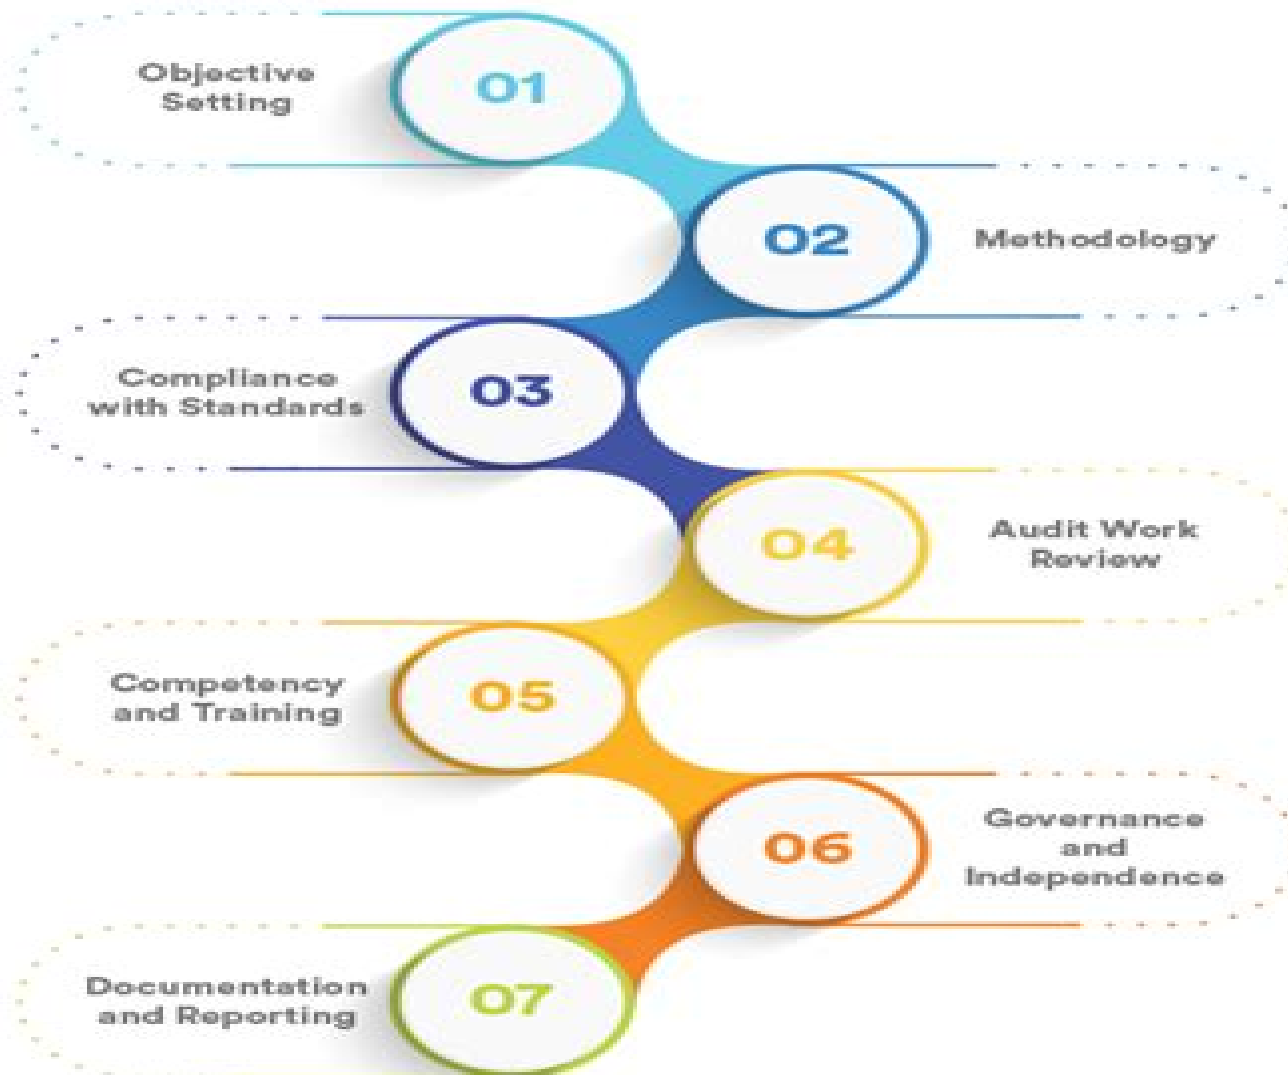 01
Objective
Setting
02
Methodology
03
Compliance
with Standards
04
Audit Work
Review
05
Competency
and Training
06
Governance
and
Independence
07
Documentation
and Reporting